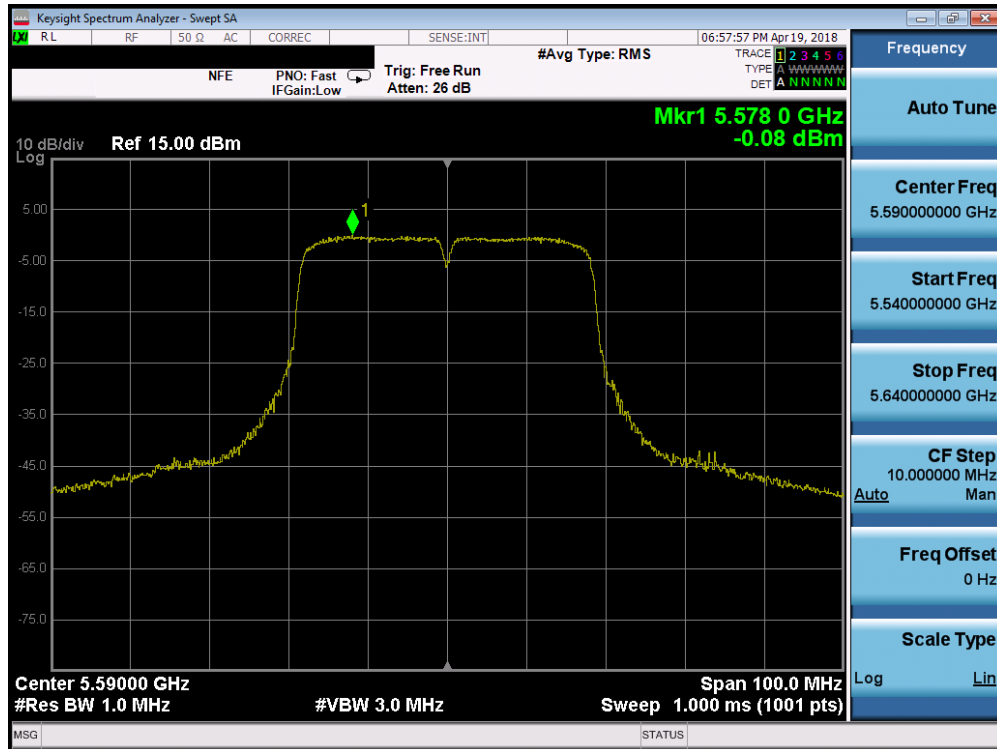 Keysight Spectrum Analyzer - Swept SA
LXI RL RF 50 Ω AC CORREC SENSE:INT 06:57:57 PM Apr 19, 2018
NFE PNO: Fast Trig: Free Run #Avg Type: RMS TRACE 1 2 3 4 5 6
IFGain:Low Atten: 26 dB TYPE A WWWWW
DET A N N N N N
Mkr1 5.578 0 GHz
-0.08 dBm
10 dB/div Ref 15.00 dBm
Log
1
5.00
-5.00
-15.0
-25.0
-35.0
-45.0
-55.0
-65.0
-75.0
Center 5.59000 GHz Span 100.0 MHz
#Res BW 1.0 MHz #VBW 3.0 MHz Sweep 1.000 ms (1001 pts)
MSG STATUS
Frequency
Auto Tune
Center Freq
5.590000000 GHz
Start Freq
5.540000000 GHz
Stop Freq
5.640000000 GHz
CF Step
10.000000 MHz
Auto Man
Freq Offset
0 Hz
Scale Type
Log Lin